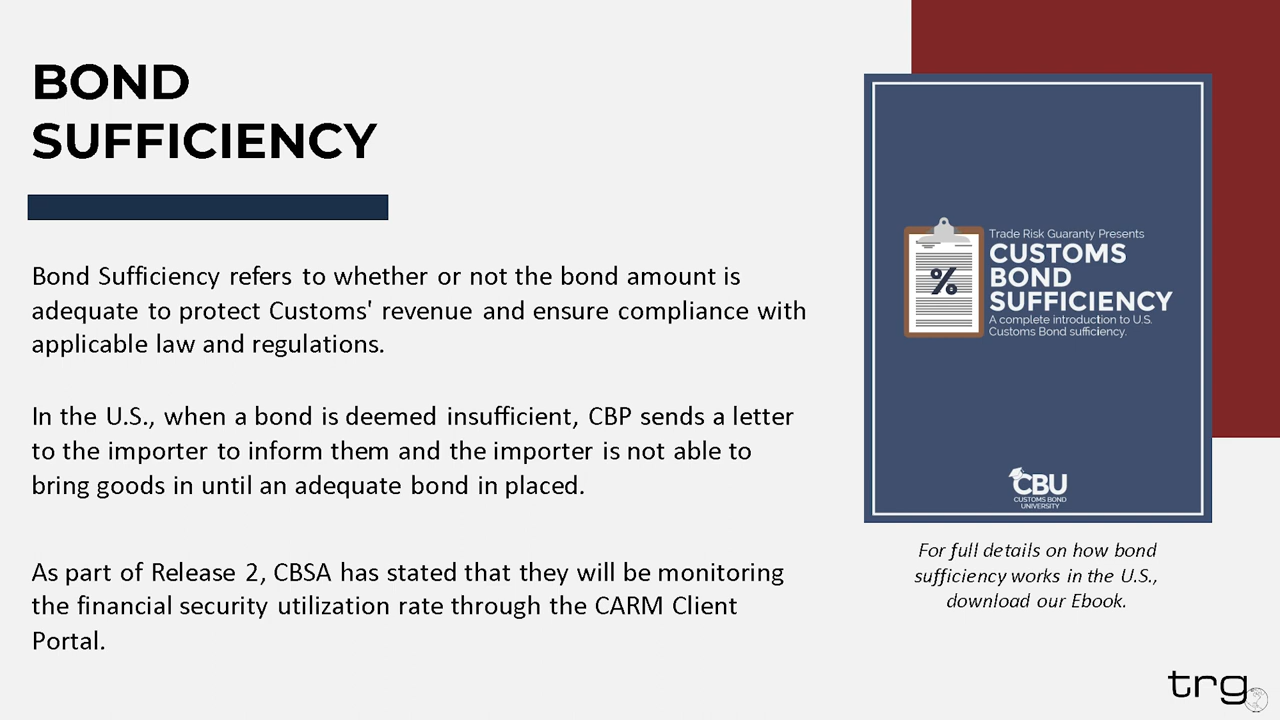 BOND
SUFFICIENCY
Bond Sufficiency refers to whether or not the bond amount is
adequate to protect Customs' revenue and ensure compliance with
applicable law and regulations.
In the U.S., when a bond is deemed insufficient, CBP sends a letter
to the importer to inform them and the importer is not able to
bring goods in until an adequate bond in placed.
As part of Release 2, CBSA has stated that they will be monitoring
the financial security utilization rate through the CARM Client
Portal.
%
Trade Risk Guaranty Presents
CUSTOMS
BOND
SUFFICIENCY
A complete introduction to U.S.
Customs Bond sufficiency.
CBU
CUSTOMS BOND
UNIVERSITY
For full details on how bond
sufficiency works in the U.S.,
download our Ebook.
trg